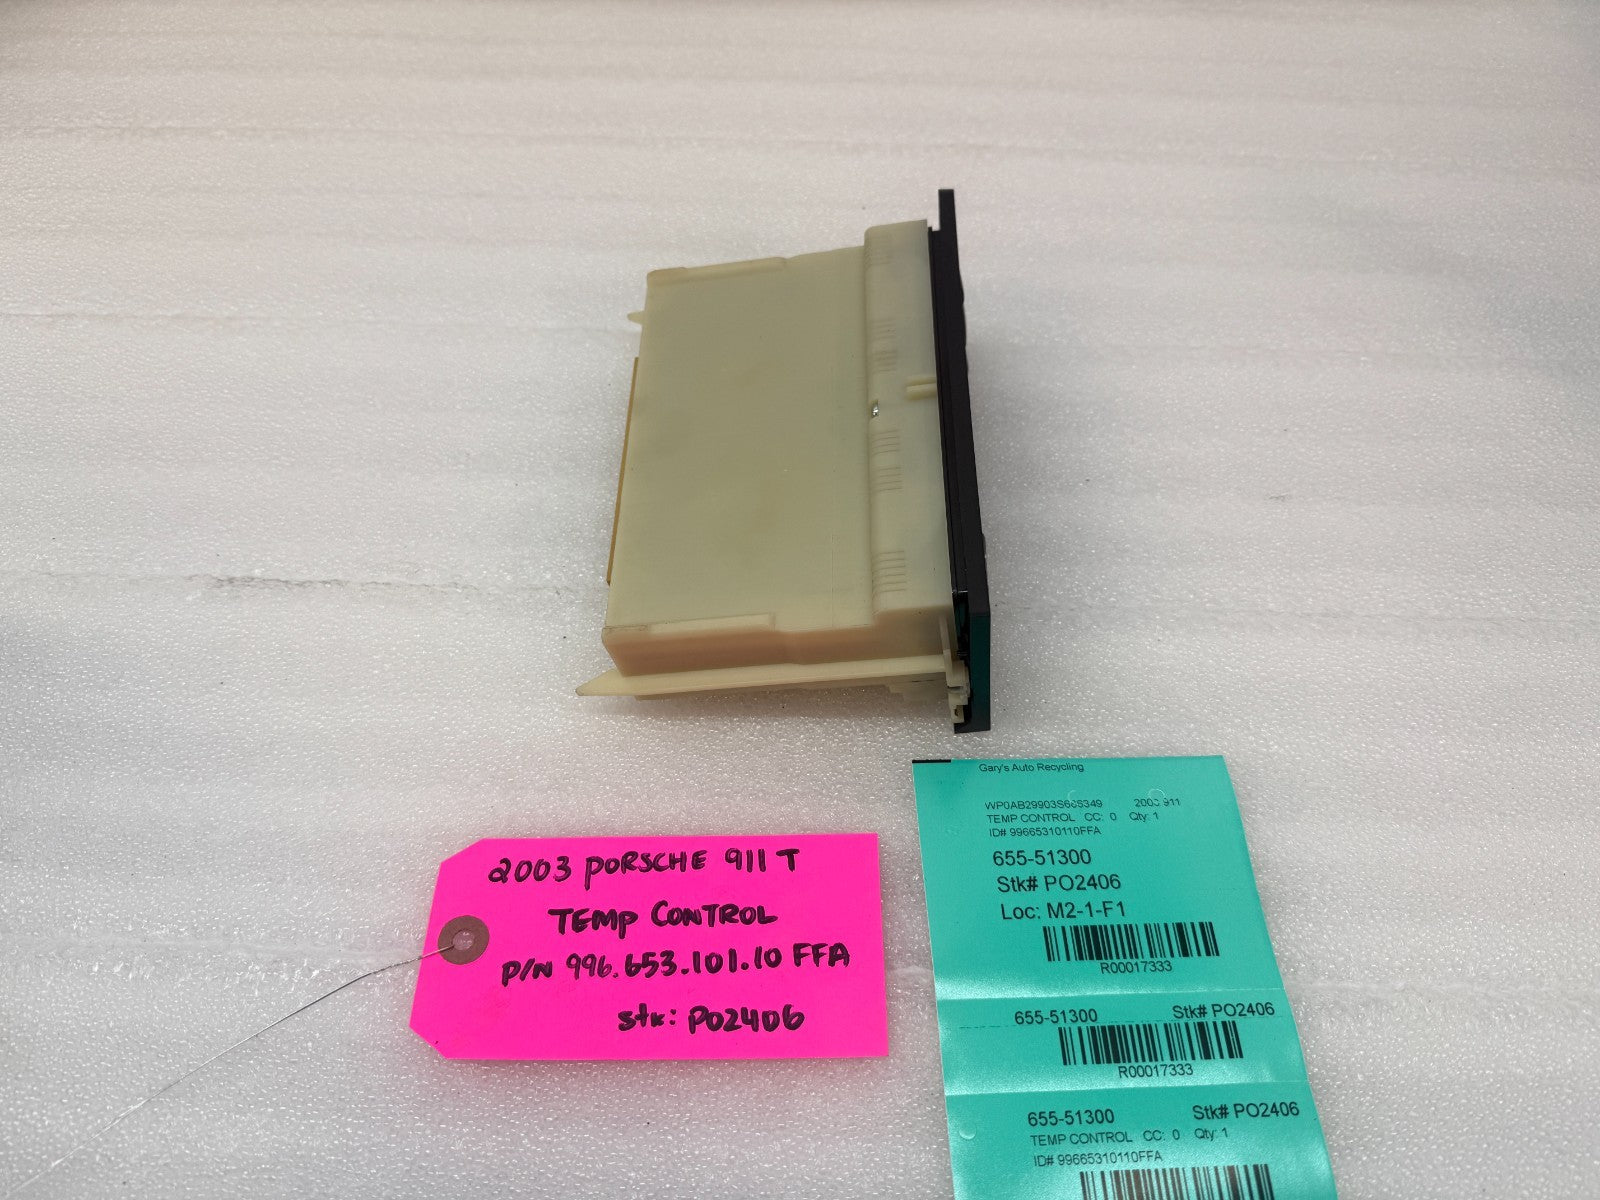 2003 PORSCHE 911 T
TEMP CONTROL
P/N 996.653.101.10 FFA
stk: PO2406
Gary's Auto Recycling
2003 911
TEMP CONTROL CC: 0 Qty: 1
ID# 99665310110FFA
655-51300
Stk# PO2406
Loc: M2-1-F1
R00017333
655-51300 Stk# PO2406
R00017333
655-51300 Stk# PO2406
TEMP CONTROL CC: 0 Qty: 1
ID# 99665310110FFA